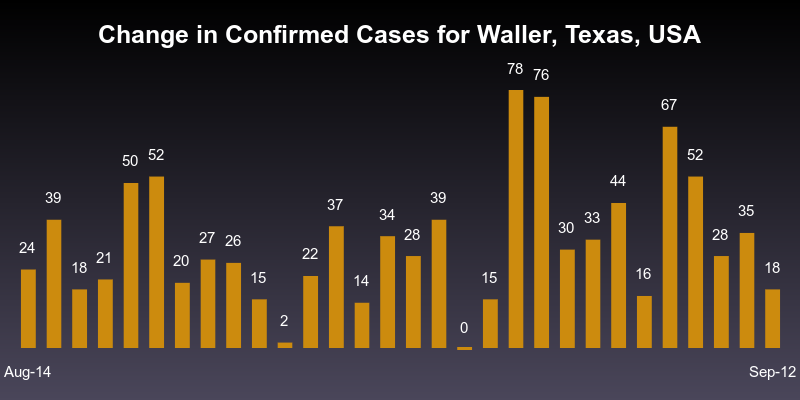 Change in Confirmed Cases for Waller, Texas, USA
24 39 18 21 50 52 20 27 26 15 2 22 37 14 34 28 39 0 15 78 76 30 33 44 16 67 52 28 35 18
Aug-14 Sep-12